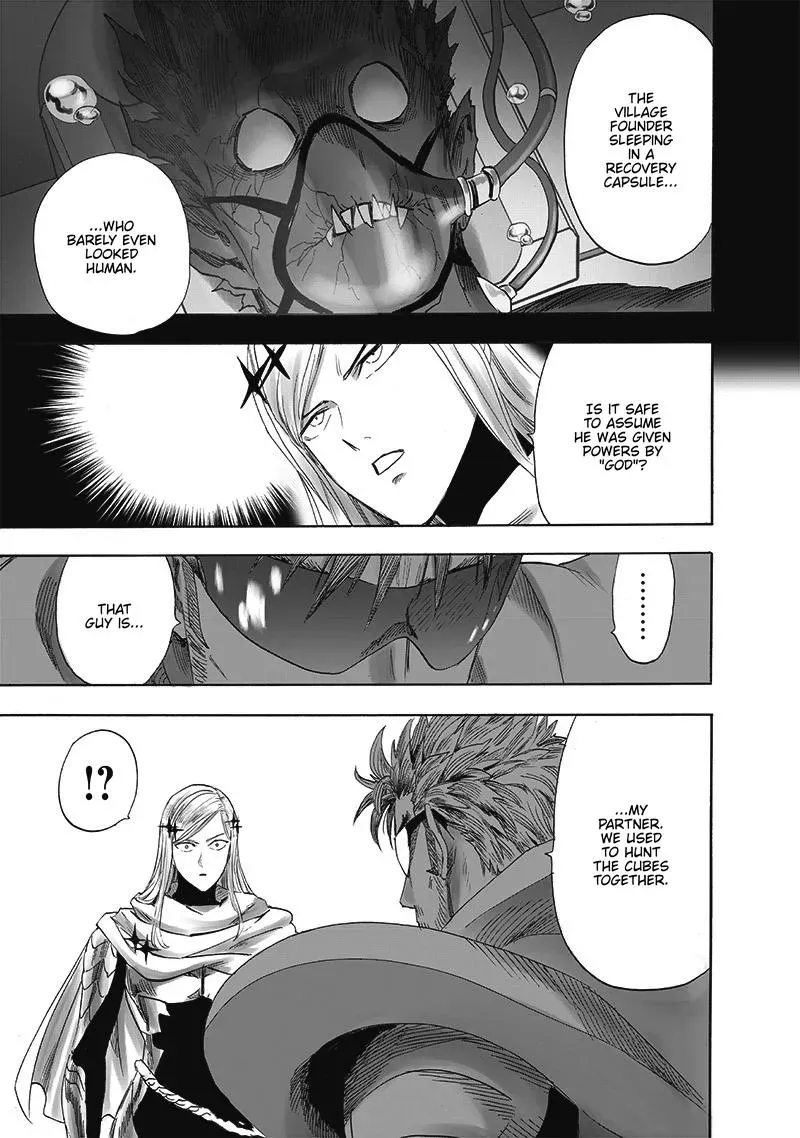 THE
VILLAGE
FOUNDER
SLEEPING
IN A
RECOVERY
CAPSULE...
...WHO
BARELY EVEN
LOOKED
HUMAN.
IS IT SAFE
TO ASSUME
HE WAS GIVEN
POWERS BY
"GOD"?
.........
THAT
GUY IS...
...MY
PARTNER.
WE USED
TO HUNT
THE CUBES
TOGETHER.
!?